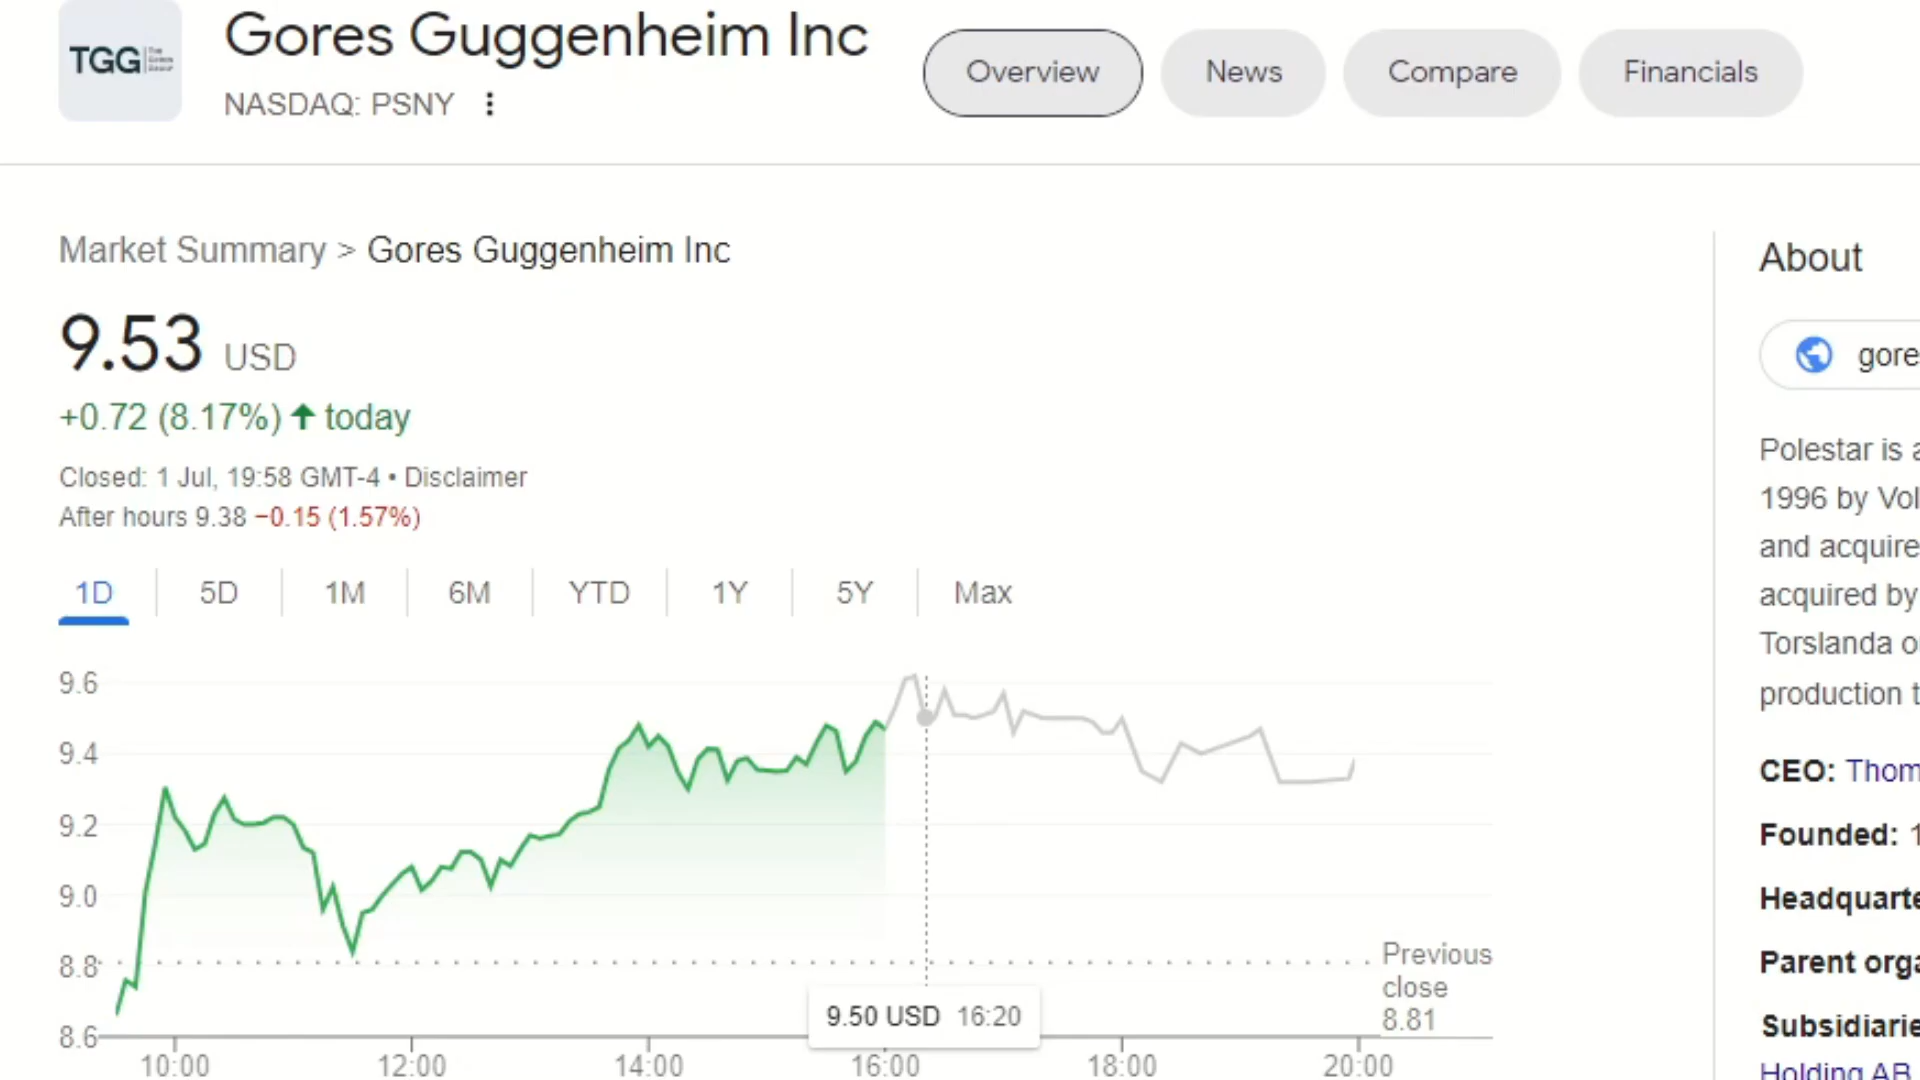 TGG
Gores Guggenheim Inc
NASDAQ: PSNY
Overview
News
Compare
Financials
Market Summary > Gores Guggenheim Inc
9.53 USD
+0.72 (8.17%) today
Closed: 1 Jul, 19:58 GMT-4 • Disclaimer
After hours 9.38 −0.15 (1.57%)
1D
5D
1M
6M
YTD
1Y
5Y
Max
9.6
9.4
9.2
9.0
8.8
8.6
Previous
close
8.81
9.50 USD 16:20
10:00
12:00
14:00
16:00
18:00
20:00
About
gore
Polestar is a
1996 by Vol
and acquire
acquired by
Torslanda o
production t
CEO: Thom
Founded: 1
Headquarte
Parent orga
Subsidiarie
Holding AB